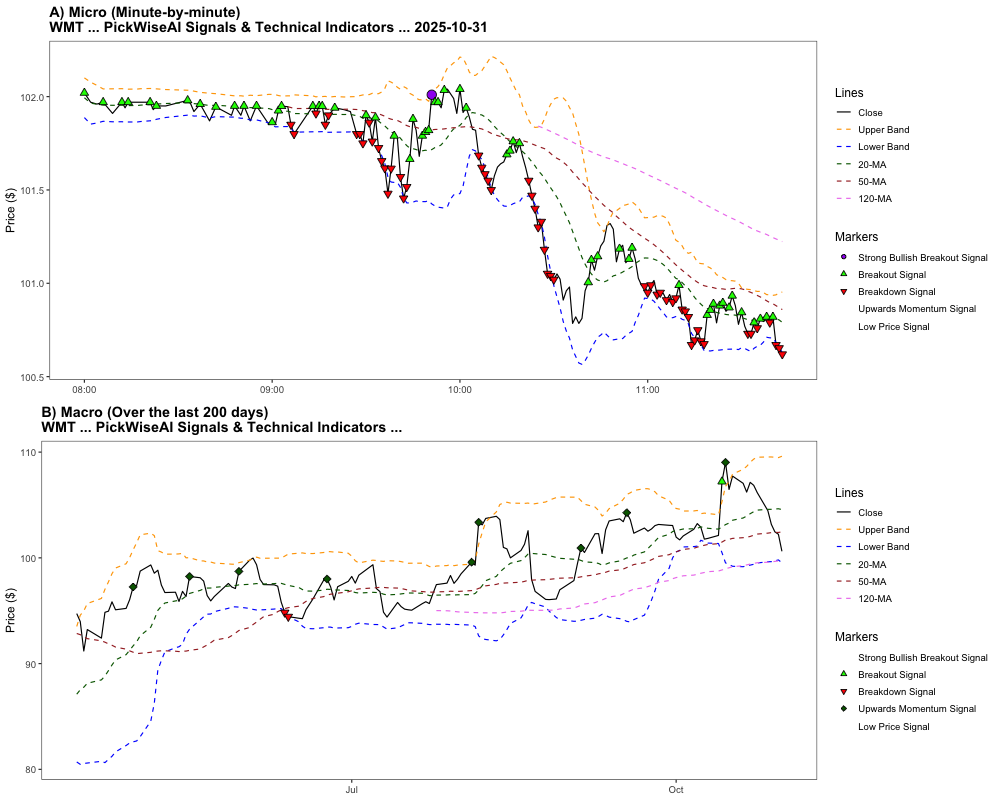 A) Micro (Minute-by-minute)
WMT ... PickWiseAI Signals & Technical Indicators ... 2025-10-31
Price ($)
102.0
101.5
101.0
100.5
08:00
09:00
10:00
11:00
Lines
Close
Upper Band
Lower Band
20-MA
50-MA
120-MA
Markers
Strong Bullish Breakout Signal
Breakout Signal
Breakdown Signal
Upwards Momentum Signal
Low Price Signal
B) Macro (Over the last 200 days)
WMT ... PickWiseAI Signals & Technical Indicators ...
Price ($)
110
100
90
80
Jul
Oct
Lines
Close
Upper Band
Lower Band
20-MA
50-MA
120-MA
Markers
Strong Bullish Breakout Signal
Breakout Signal
Breakdown Signal
Upwards Momentum Signal
Low Price Signal